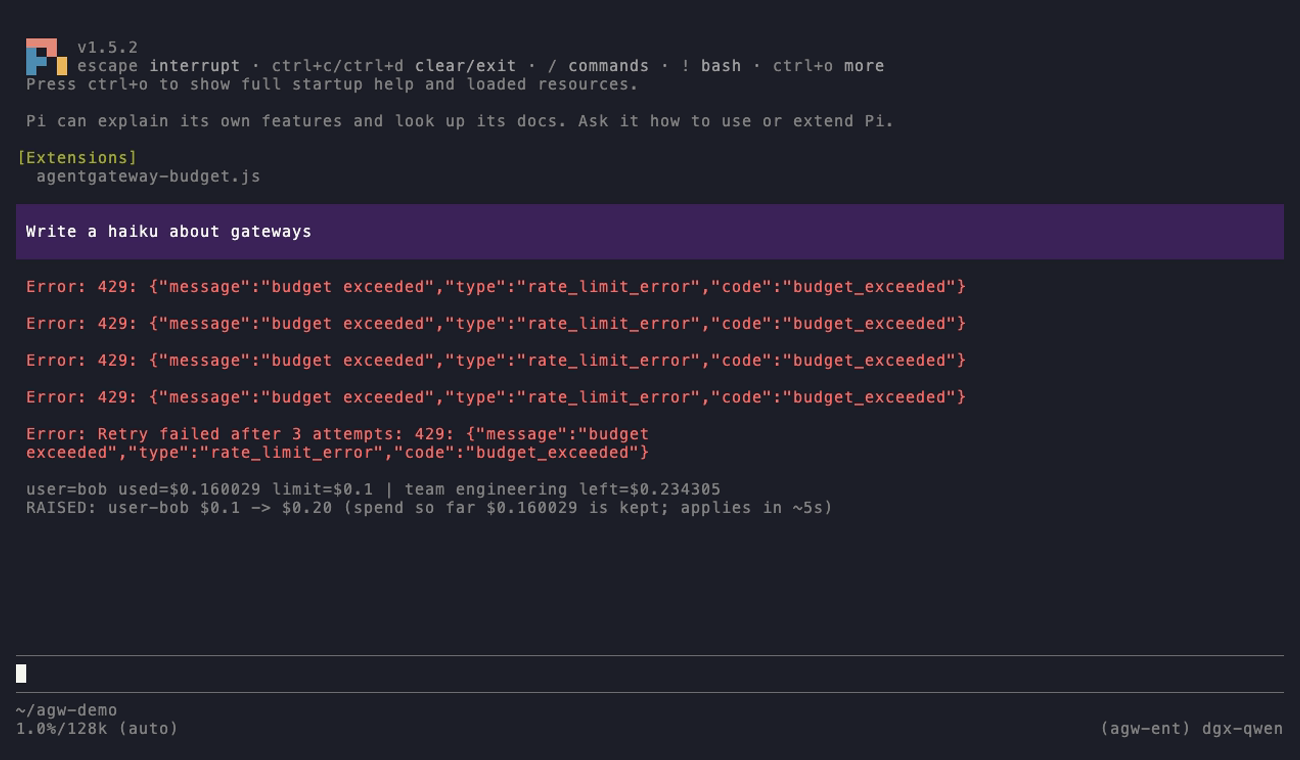 v1.5.2
escape interrupt · ctrl+c/ctrl+d clear/exit · / commands · ! bash · ctrl+o more
Press ctrl+o to show full startup help and loaded resources.
Pi can explain its own features and look up its docs. Ask it how to use or extend Pi.
[Extensions]
agentgateway-budget.js
Write a haiku about gateways
Error: 429: {"message":"budget exceeded","type":"rate_limit_error","code":"budget_exceeded"}
Error: 429: {"message":"budget exceeded","type":"rate_limit_error","code":"budget_exceeded"}
Error: 429: {"message":"budget exceeded","type":"rate_limit_error","code":"budget_exceeded"}
Error: 429: {"message":"budget exceeded","type":"rate_limit_error","code":"budget_exceeded"}
Error: Retry failed after 3 attempts: 429: {"message":"budget
exceeded","type":"rate_limit_error","code":"budget_exceeded"}
user=bob used=$0.160029 limit=$0.1 | team engineering left=$0.234305
RAISED: user-bob $0.1 -> $0.20 (spend so far $0.160029 is kept; applies in ~5s)
~/agw-demo
1.0%/128k (auto) (agw-ent) dgx-qwen